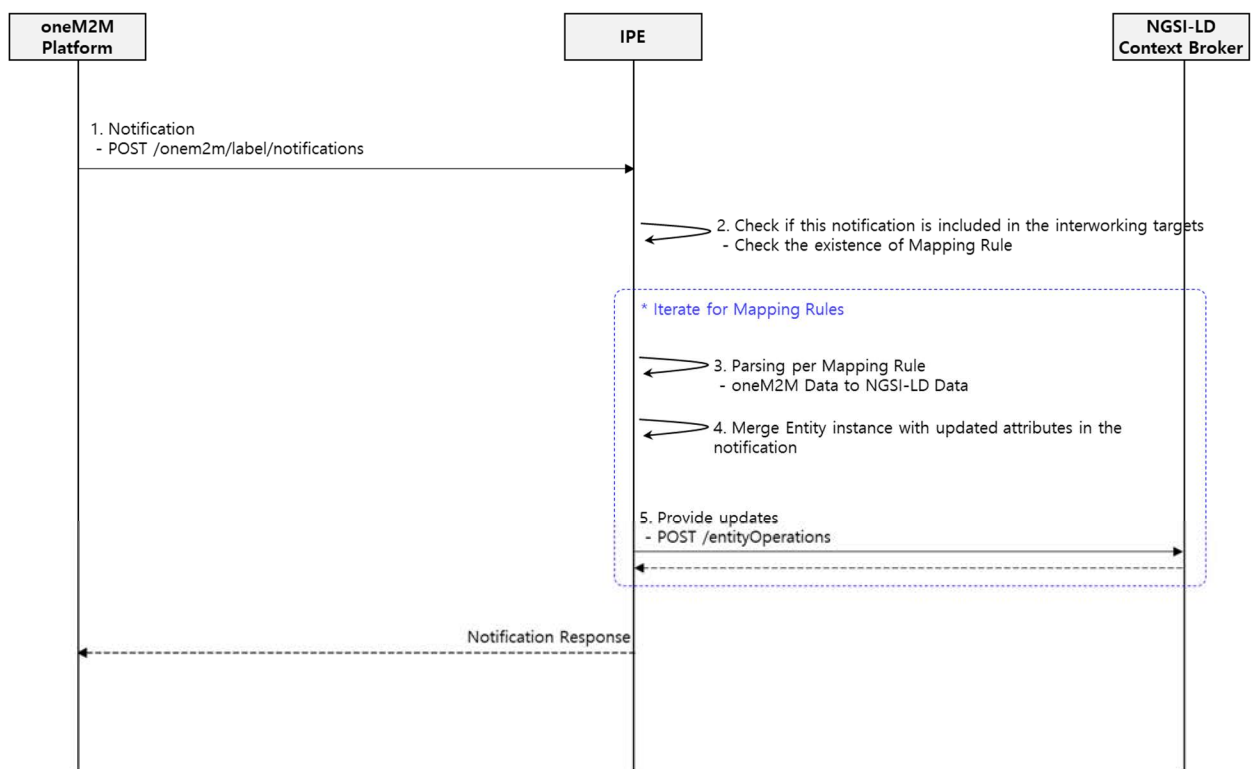 oneM2M
Platform
IPE
NGSI-LD
Context Broker
1. Notification
- POST /onem2m/label/notifications
2. Check if this notification is included in the interworking targets
- Check the existence of Mapping Rule
* Iterate for Mapping Rules
3. Parsing per Mapping Rule
- oneM2M Data to NGSI-LD Data
4. Merge Entity instance with updated attributes in the
notification
5. Provide updates
- POST /entityOperations
Notification Response